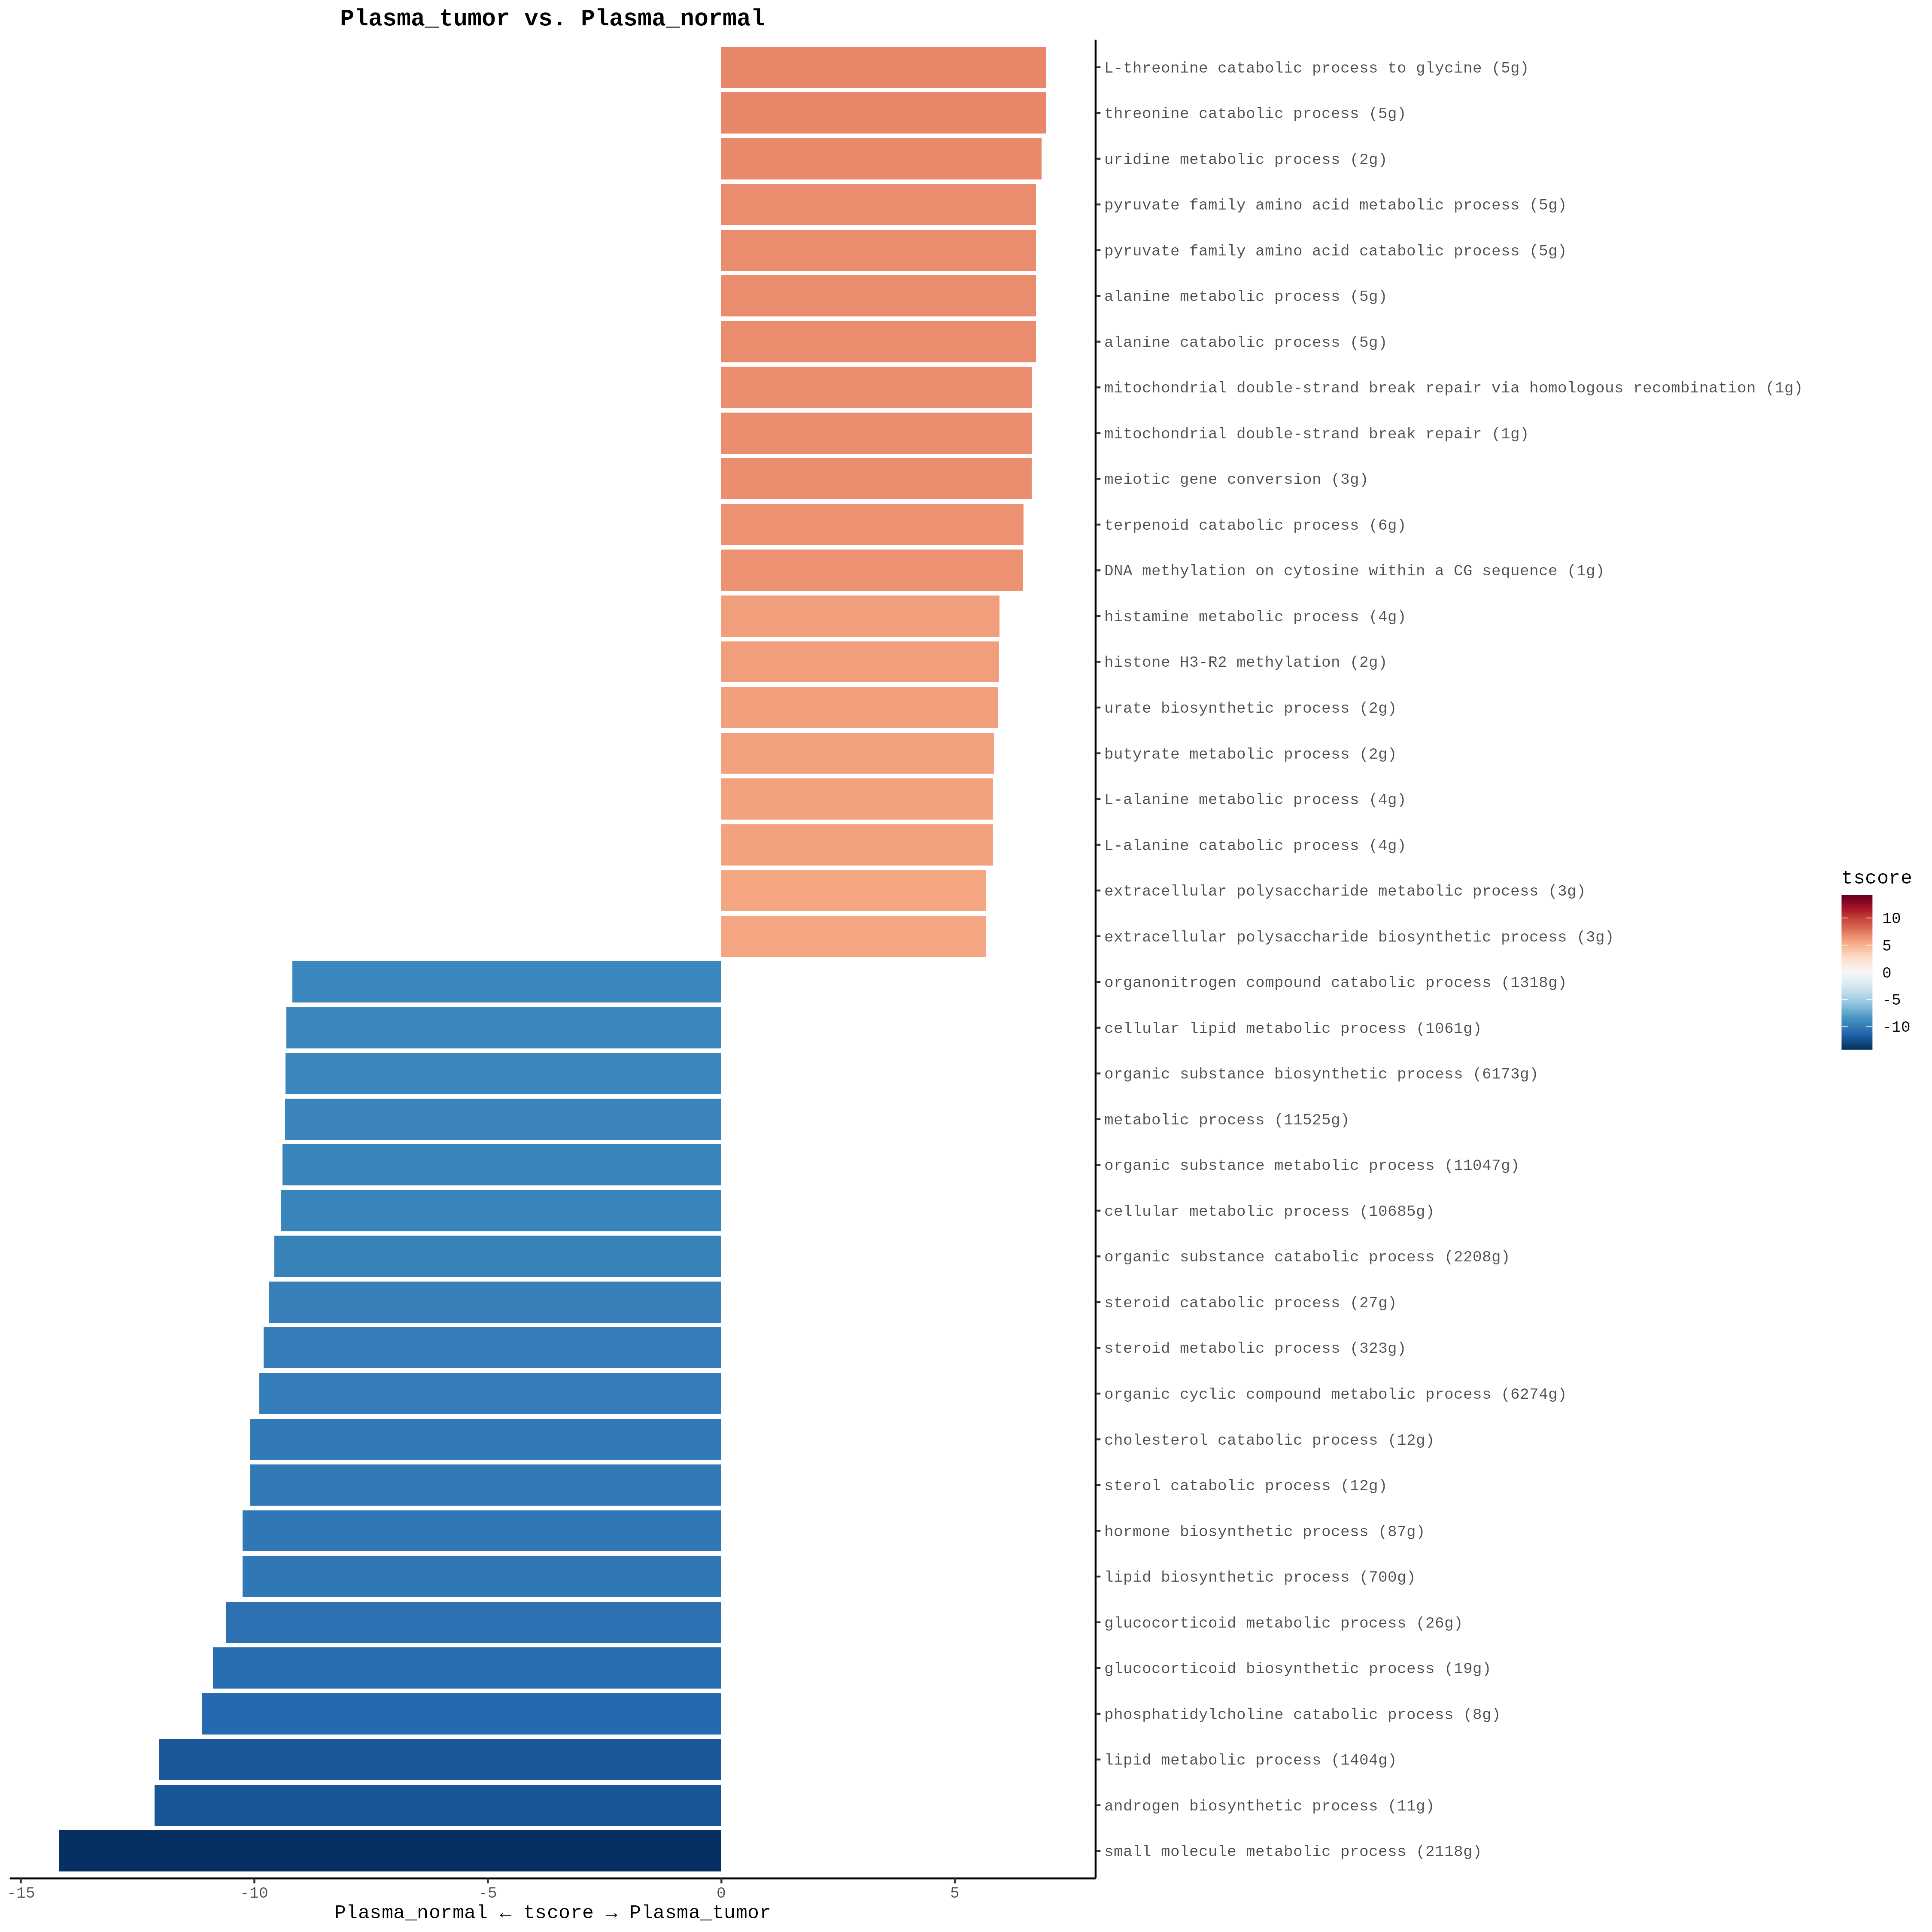 Plasma_tumor vs. Plasma_normal
L-threonine catabolic process to glycine (5g)
threonine catabolic process (5g)
uridine metabolic process (2g)
pyruvate family amino acid metabolic process (5g)
pyruvate family amino acid catabolic process (5g)
alanine metabolic process (5g)
alanine catabolic process (5g)
mitochondrial double-strand break repair via homologous recombination (1g)
mitochondrial double-strand break repair (1g)
meiotic gene conversion (3g)
terpenoid catabolic process (6g)
DNA methylation on cytosine within a CG sequence (1g)
histamine metabolic process (4g)
histone H3-R2 methylation (2g)
urate biosynthetic process (2g)
butyrate metabolic process (2g)
L-alanine metabolic process (4g)
L-alanine catabolic process (4g)
extracellular polysaccharide metabolic process (3g)
extracellular polysaccharide biosynthetic process (3g)
organonitrogen compound catabolic process (1318g)
cellular lipid metabolic process (1061g)
organic substance biosynthetic process (6173g)
metabolic process (11525g)
organic substance metabolic process (11047g)
cellular metabolic process (10685g)
organic substance catabolic process (2208g)
steroid catabolic process (27g)
steroid metabolic process (323g)
organic cyclic compound metabolic process (6274g)
cholesterol catabolic process (12g)
sterol catabolic process (12g)
hormone biosynthetic process (87g)
lipid biosynthetic process (700g)
glucocorticoid metabolic process (26g)
glucocorticoid biosynthetic process (19g)
phosphatidylcholine catabolic process (8g)
lipid metabolic process (1404g)
androgen biosynthetic process (11g)
small molecule metabolic process (2118g)
-15 -10 -5 0 5
Plasma_normal ← tscore → Plasma_tumor
tscore
10
5
0
-5
-10